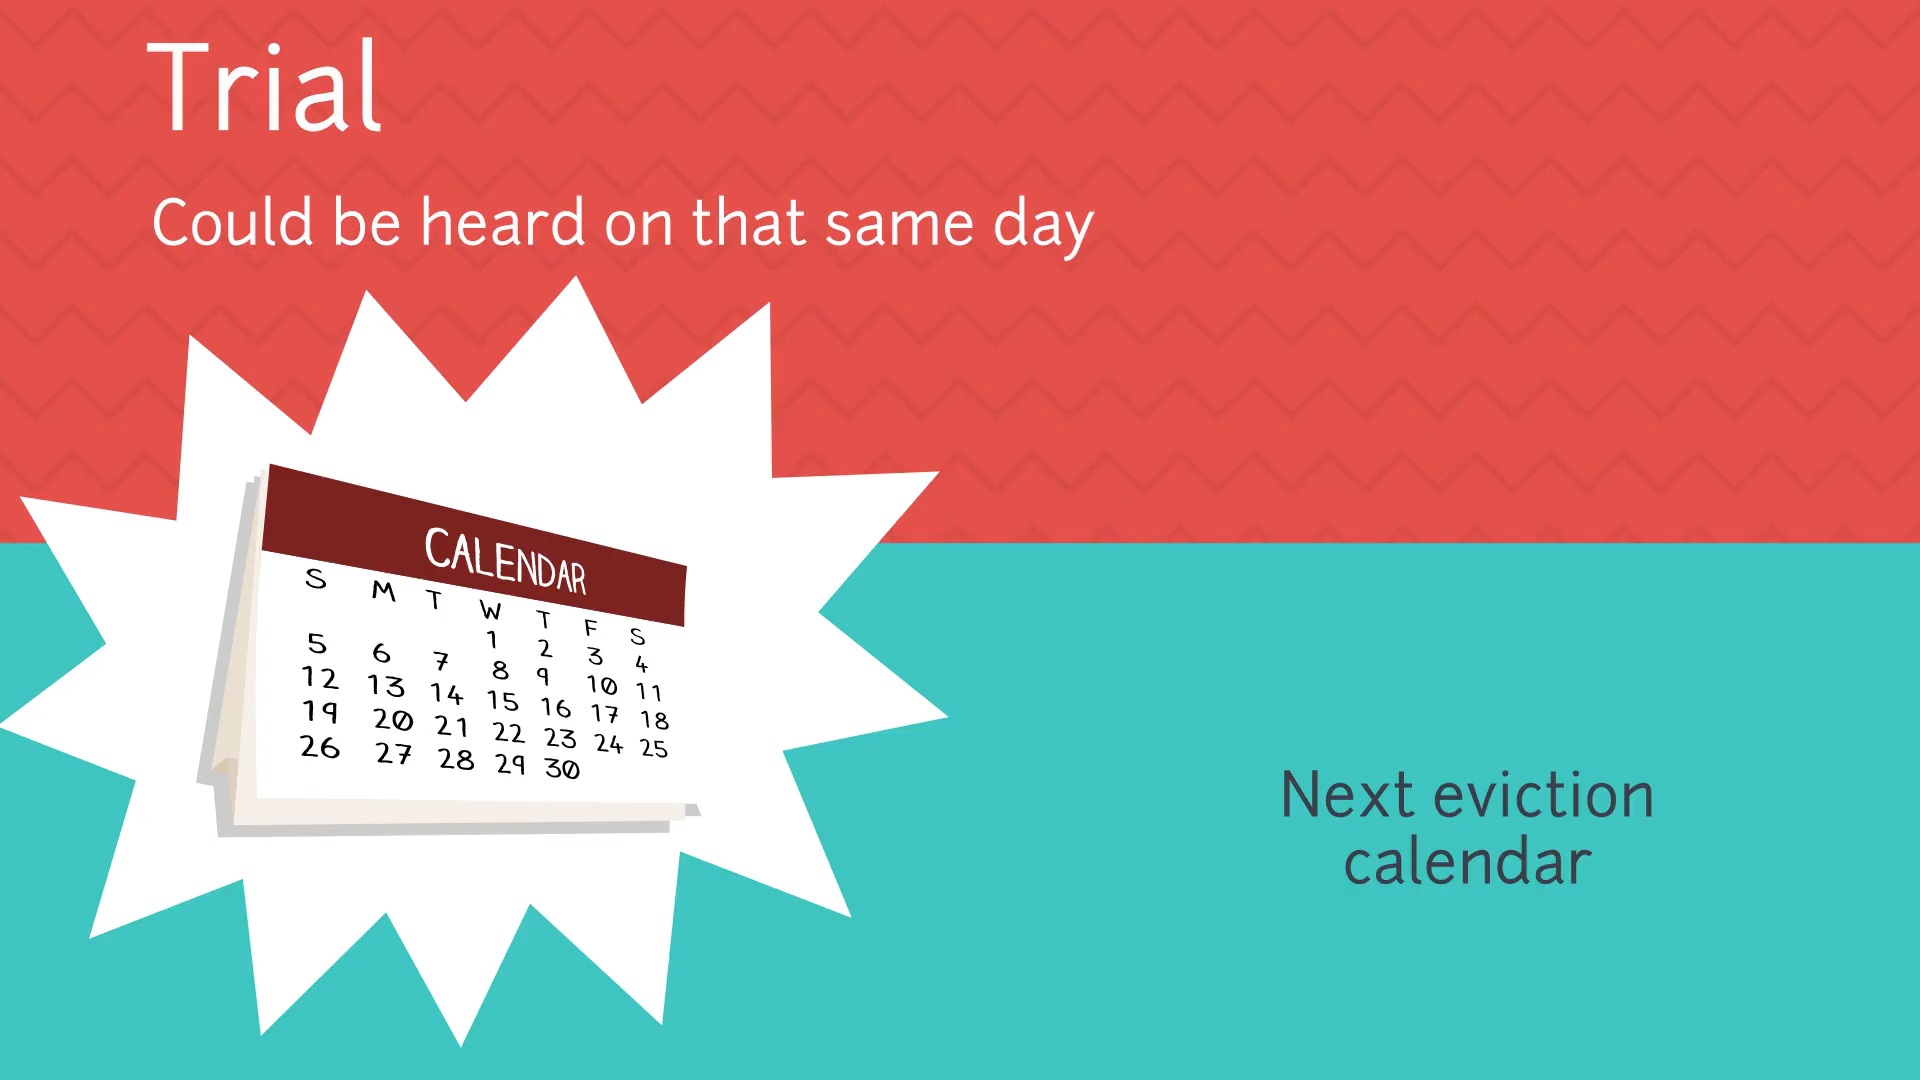 Trial
Could be heard on that same day
CALENDAR
S M T W T F S
1 2 3 4
5 6 7 8 9 10 11
12 13 14 15 16 17 18
19 20 21 22 23 24 25
26 27 28 29 30
Next eviction
calendar